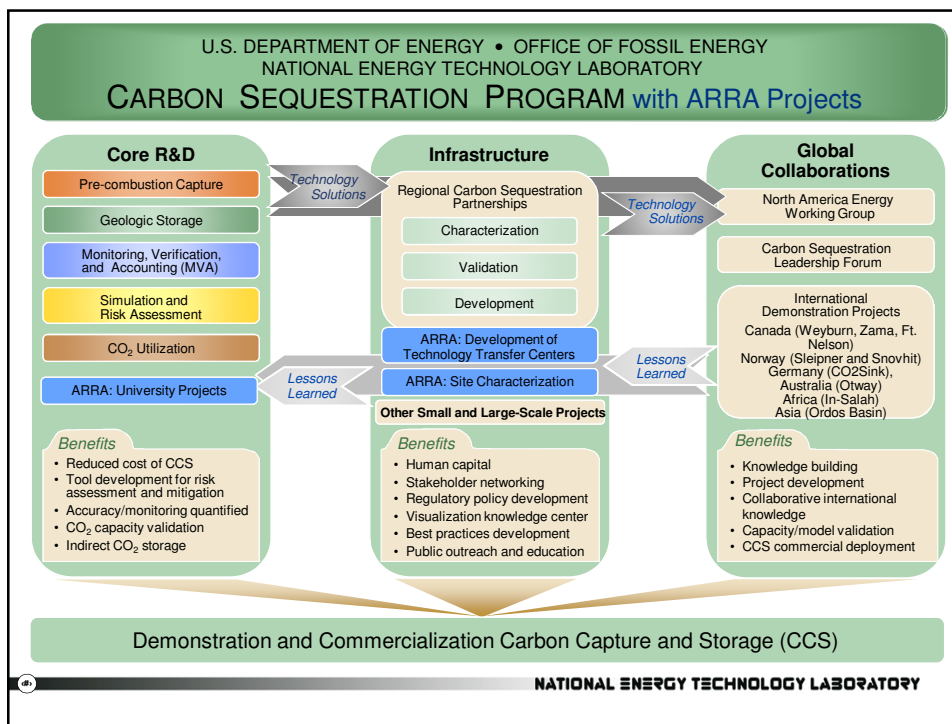 U.S. DEPARTMENT OF ENERGY • OFFICE OF FOSSIL ENERGY
NATIONAL ENERGY TECHNOLOGY LABORATORY
CARBON SEQUESTRATION PROGRAM with ARRA Projects
Core R&D
Pre-combustion Capture
Geologic Storage
Monitoring, Verification,
and Accounting (MVA)
Simulation and
Risk Assessment
CO2 Utilization
ARRA: University Projects
Benefits
• Reduced cost of CCS
• Tool development for risk
assessment and mitigation
• Accuracy/monitoring quantified
• CO2 capacity validation
• Indirect CO2 storage
Technology
Solutions
Lessons
Learned
Infrastructure
Regional Carbon Sequestration
Partnerships
Characterization
Validation
Development
ARRA: Development of
Technology Transfer Centers
ARRA: Site Characterization
Other Small and Large-Scale Projects
Benefits
• Human capital
• Stakeholder networking
• Regulatory policy development
• Visualization knowledge center
• Best practices development
• Public outreach and education
Technology
Solutions
Lessons
Learned
Global
Collaborations
North America Energy
Working Group
Carbon Sequestration
Leadership Forum
International
Demonstration Projects
Canada (Weyburn, Zama, Ft.
Nelson)
Norway (Sleipner and Snovhit)
Germany (CO2Sink),
Australia (Otway)
Africa (In-Salah)
Asia (Ordos Basin)
Benefits
• Knowledge building
• Project development
• Collaborative international
knowledge
• Capacity/model validation
• CCS commercial deployment
Demonstration and Commercialization Carbon Capture and Storage (CCS)
NATIONAL ENERGY TECHNOLOGY LABORATORY